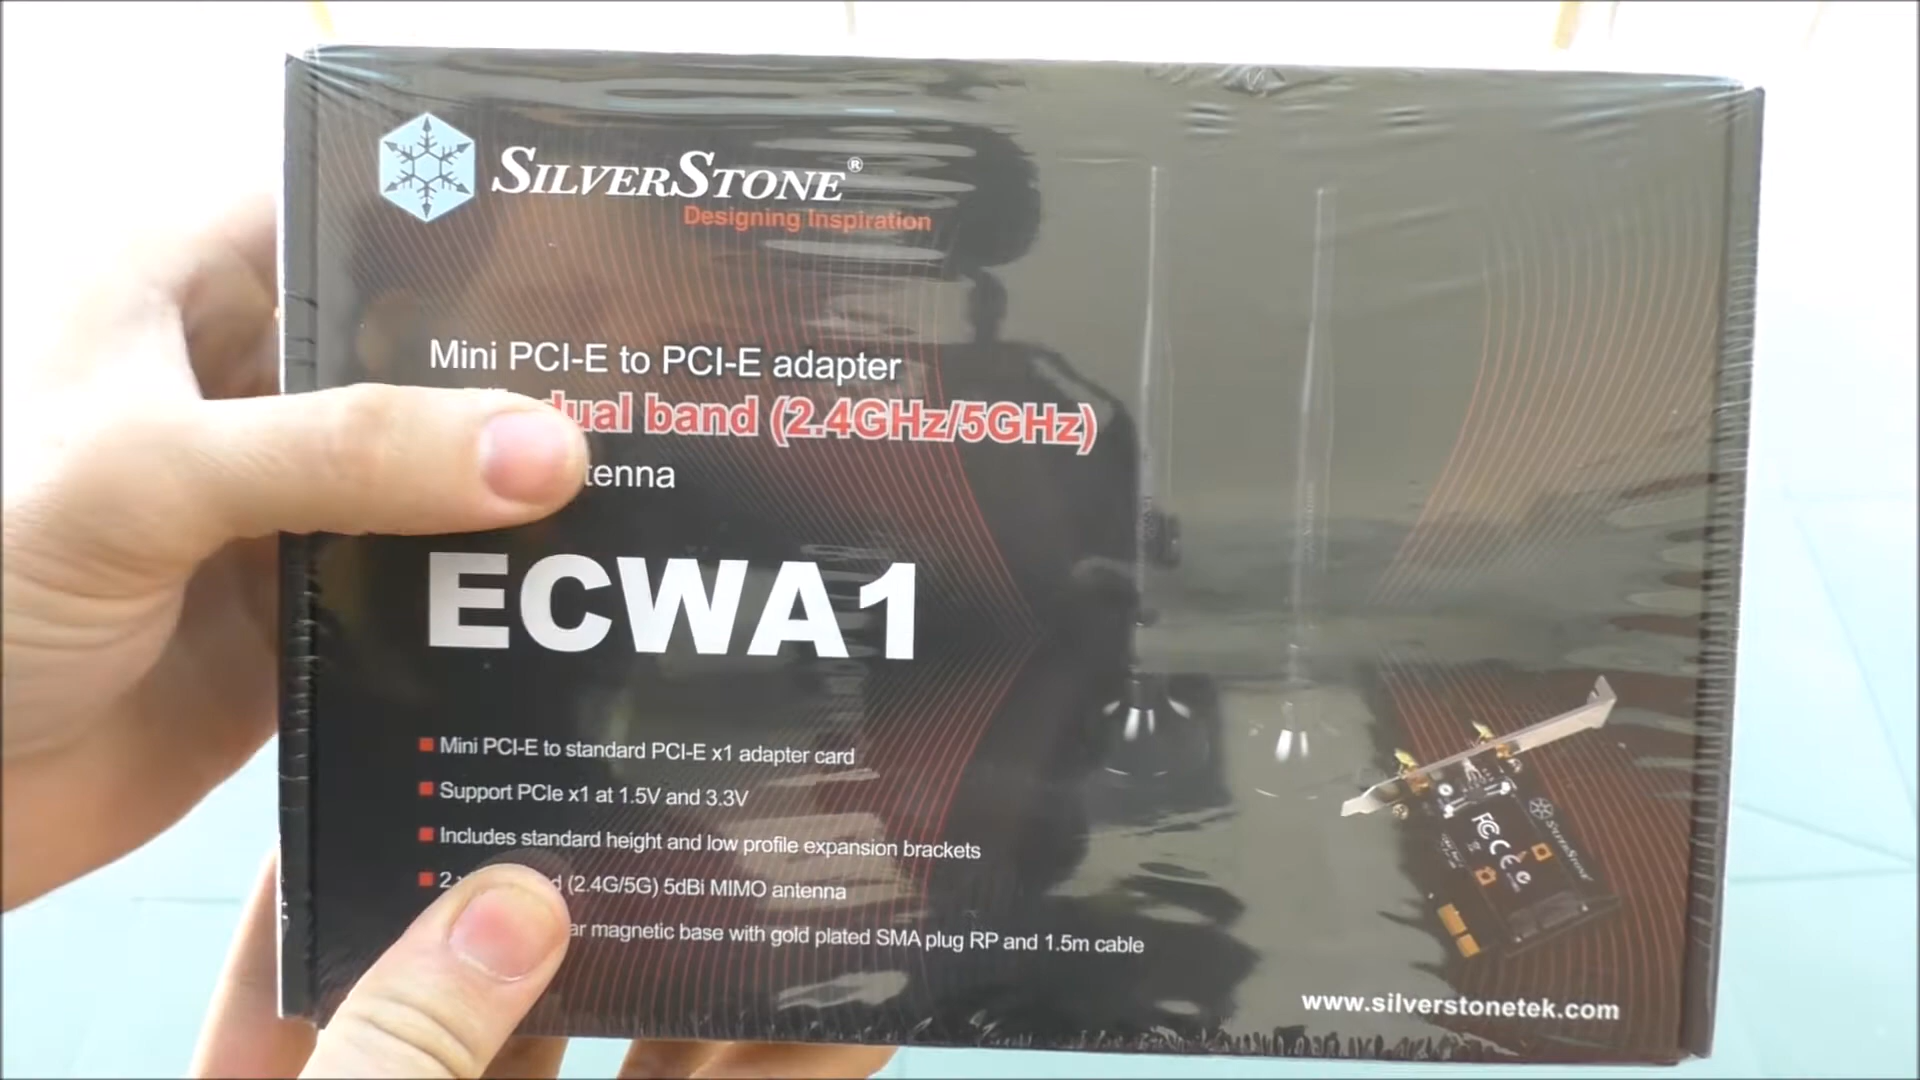 SILVERSTONE®
Designing Inspiration
Mini PCI-E to PCI-E adapter
dual band (2.4GHz/5GHz)
ECWA1
Mini PCI-E to standard PCI-E x1 adapter card
Support PCIe x1 at 1.5V and 3.3V
Includes standard height and low profile expansion brackets
2 (2.4G/5G) 5dBi MIMO antenna
magnetic base with gold plated SMA plug RP and 1.5m cable
FC CE
SILVERSTONE
www.silverstonetek.com